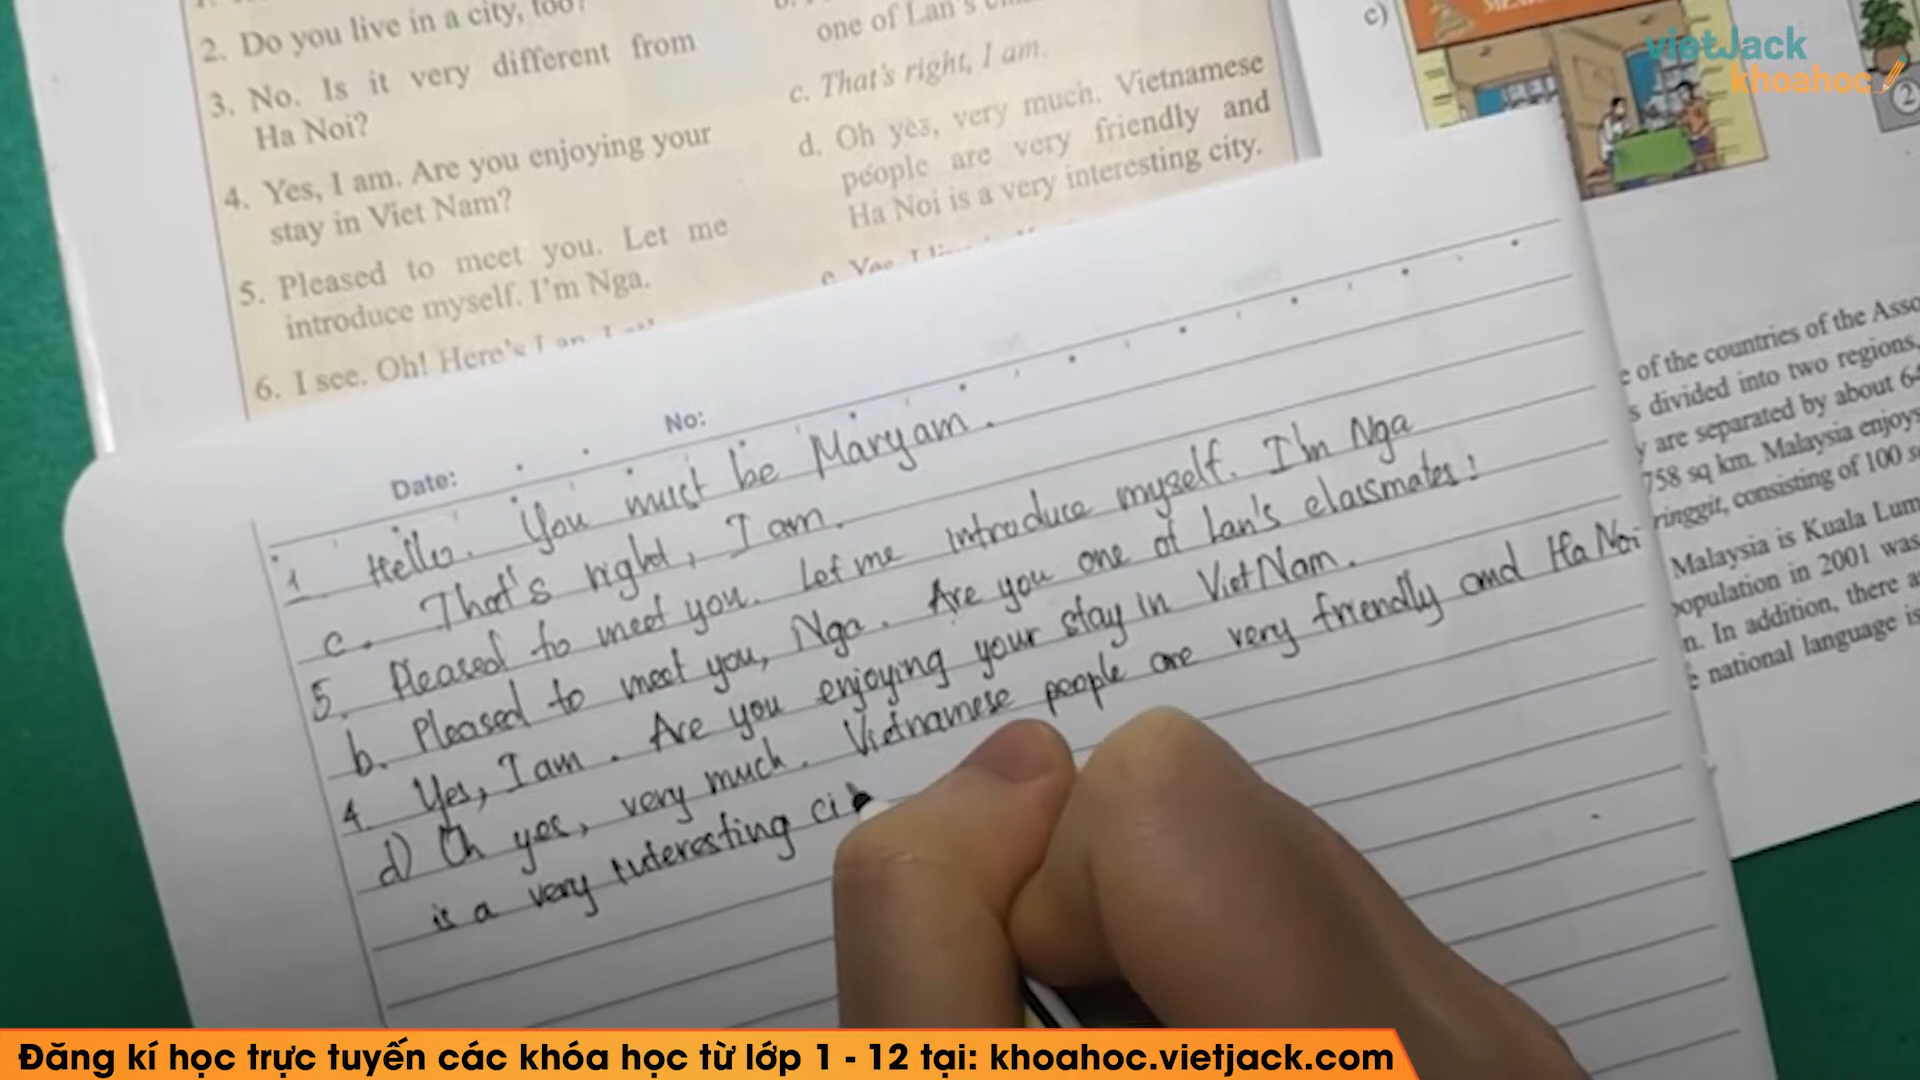 2. Do you live in a city, too?
3. No. Is it very different from
Ha Noi?
4. Yes, I am. Are you enjoying your
stay in Viet Nam?
5. Pleased to meet you. Let me
introduce myself. I'm Nga.
6. I see. Oh! Here's Lan.
one of Lan's
c. That's right, I am.
d. Oh yes, very much. Vietnamese
people are very friendly and
Ha Noi is a very interesting city.
e. Yes, I
c)
2
vietJack
khoahoc
e of the countries of the Asso
s divided into two regions,
y are separated by about 64
758 sq km. Malaysia enjoys
ringgit, consisting of 100 s
Malaysia is Kuala Lum
population in 2001 was
n. In addition, there a
e national language is
Date: No:
1 Hello. You must be Maryam.
c. That's right, I am.
5. Pleased to meet you. Let me introduce myself. I'm Nga
b. Pleased to meet you, Nga. Are you one of Lan's classmates?
4. Yes, I am. Are you enjoying your stay in VietNam.
d) Oh yes, very much. Vietnamese people are very friendly and Ha Noi
is a very interesting ci
Đăng kí học trực tuyến các khóa học từ lớp 1 - 12 tại: khoahoc.vietjack.com